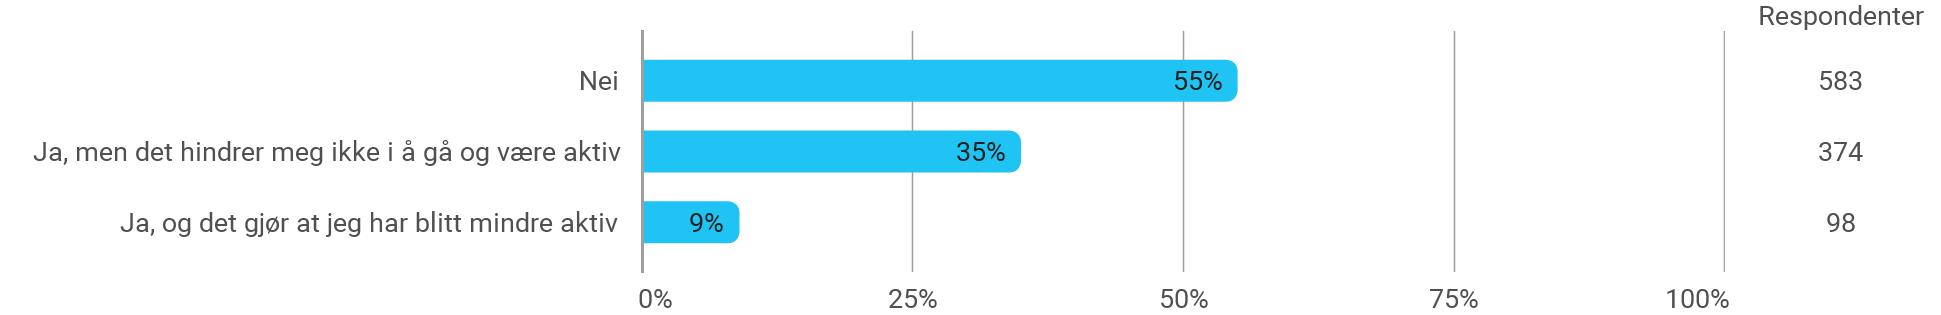 Respondenter
Nei 55% 583
Ja, men det hindrer meg ikke i å gå og være aktiv 35% 374
Ja, og det gjør at jeg har blitt mindre aktiv 9% 98
0% 25% 50% 75% 100%